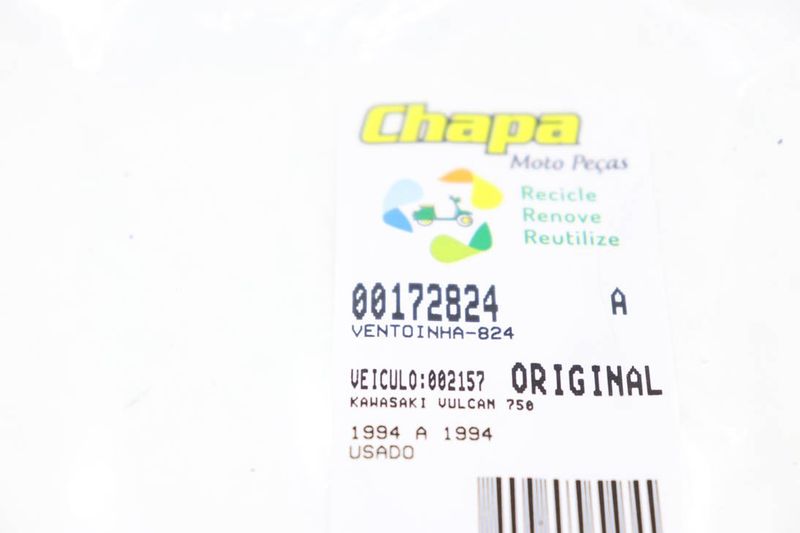 Chapa
Moto Peças
Recicle
Renove
Reutilize
00172824 A
VENTOINHA-824
VEICULO:002157 ORIGINAL
KAWASAKI VULCAN 750
1994 A 1994
USADO